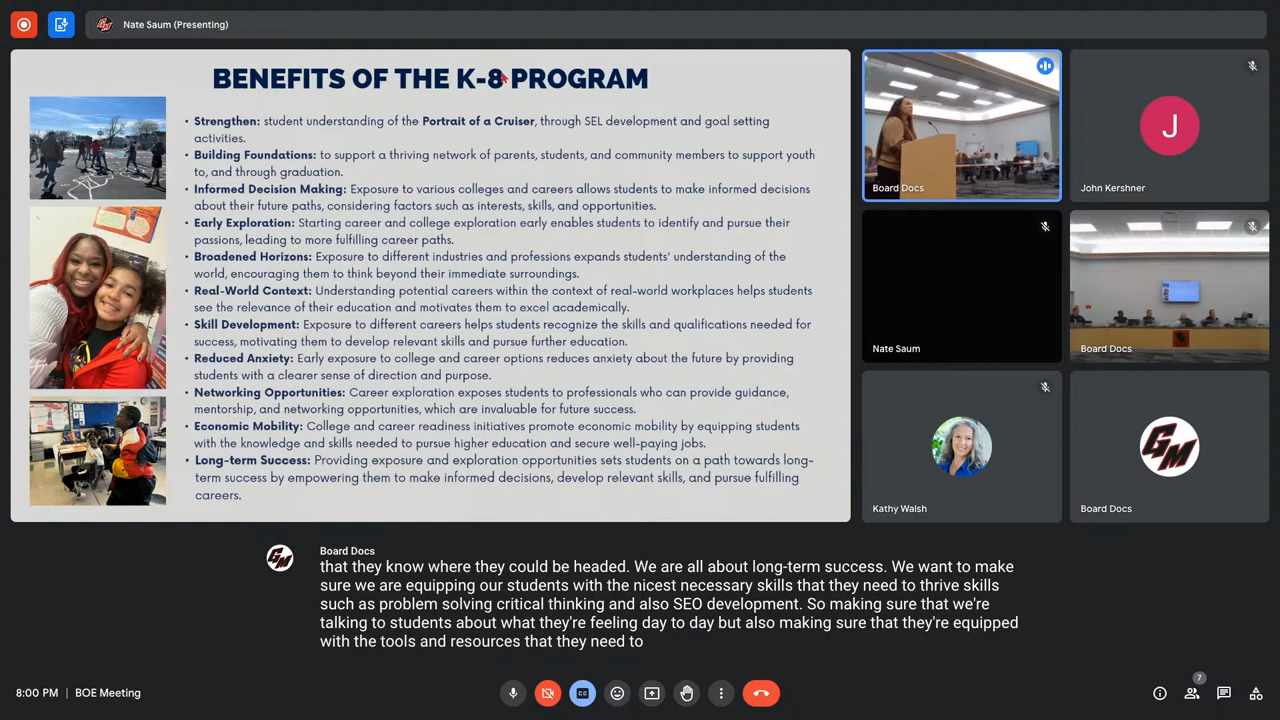 Nate Saum (Presenting)
BENEFITS OF THE K-8 PROGRAM
• Strengthen: student understanding of the Portrait of a Cruiser, through SEL development and goal setting
activities.
• Building Foundations: to support a thriving network of parents, students, and community members to support youth
to, and through graduation.
• Informed Decision Making: Exposure to various colleges and careers allows students to make informed decisions
about their future paths, considering factors such as interests, skills, and opportunities.
• Early Exploration: Starting career and college exploration early enables students to identify and pursue their
passions, leading to more fulfilling career paths.
• Broadened Horizons: Exposure to different industries and professions expands students' understanding of the
world, encouraging them to think beyond their immediate surroundings.
• Real-World Context: Understanding potential careers within the context of real-world workplaces helps students
see the relevance of their education and motivates them to excel academically.
• Skill Development: Exposure to different careers helps students recognize the skills and qualifications needed for
success, motivating them to develop relevant skills and pursue further education.
• Reduced Anxiety: Early exposure to college and career options reduces anxiety about the future by providing
students with a clearer sense of direction and purpose.
• Networking Opportunities: Career exploration exposes students to professionals who can provide guidance,
mentorship, and networking opportunities, which are invaluable for future success.
• Economic Mobility: College and career readiness initiatives promote economic mobility by equipping students
with the knowledge and skills needed to pursue higher education and secure well-paying jobs.
• Long-term Success: Providing exposure and exploration opportunities sets students on a path towards long-
term success by empowering them to make informed decisions, develop relevant skills, and pursue fulfilling
careers.
Board Docs
J
John Kershner
Nate Saum
Board Docs
Kathy Walsh
GM
Board Docs
GM
Board Docs
that they know where they could be headed. We are all about long-term success. We want to make
sure we are equipping our students with the nicest necessary skills that they need to thrive skills
such as problem solving critical thinking and also SEO development. So making sure that we're
talking to students about what they're feeling day to day but also making sure that they're equipped
with the tools and resources that they need to
8:00 PM | BOE Meeting
CC
7